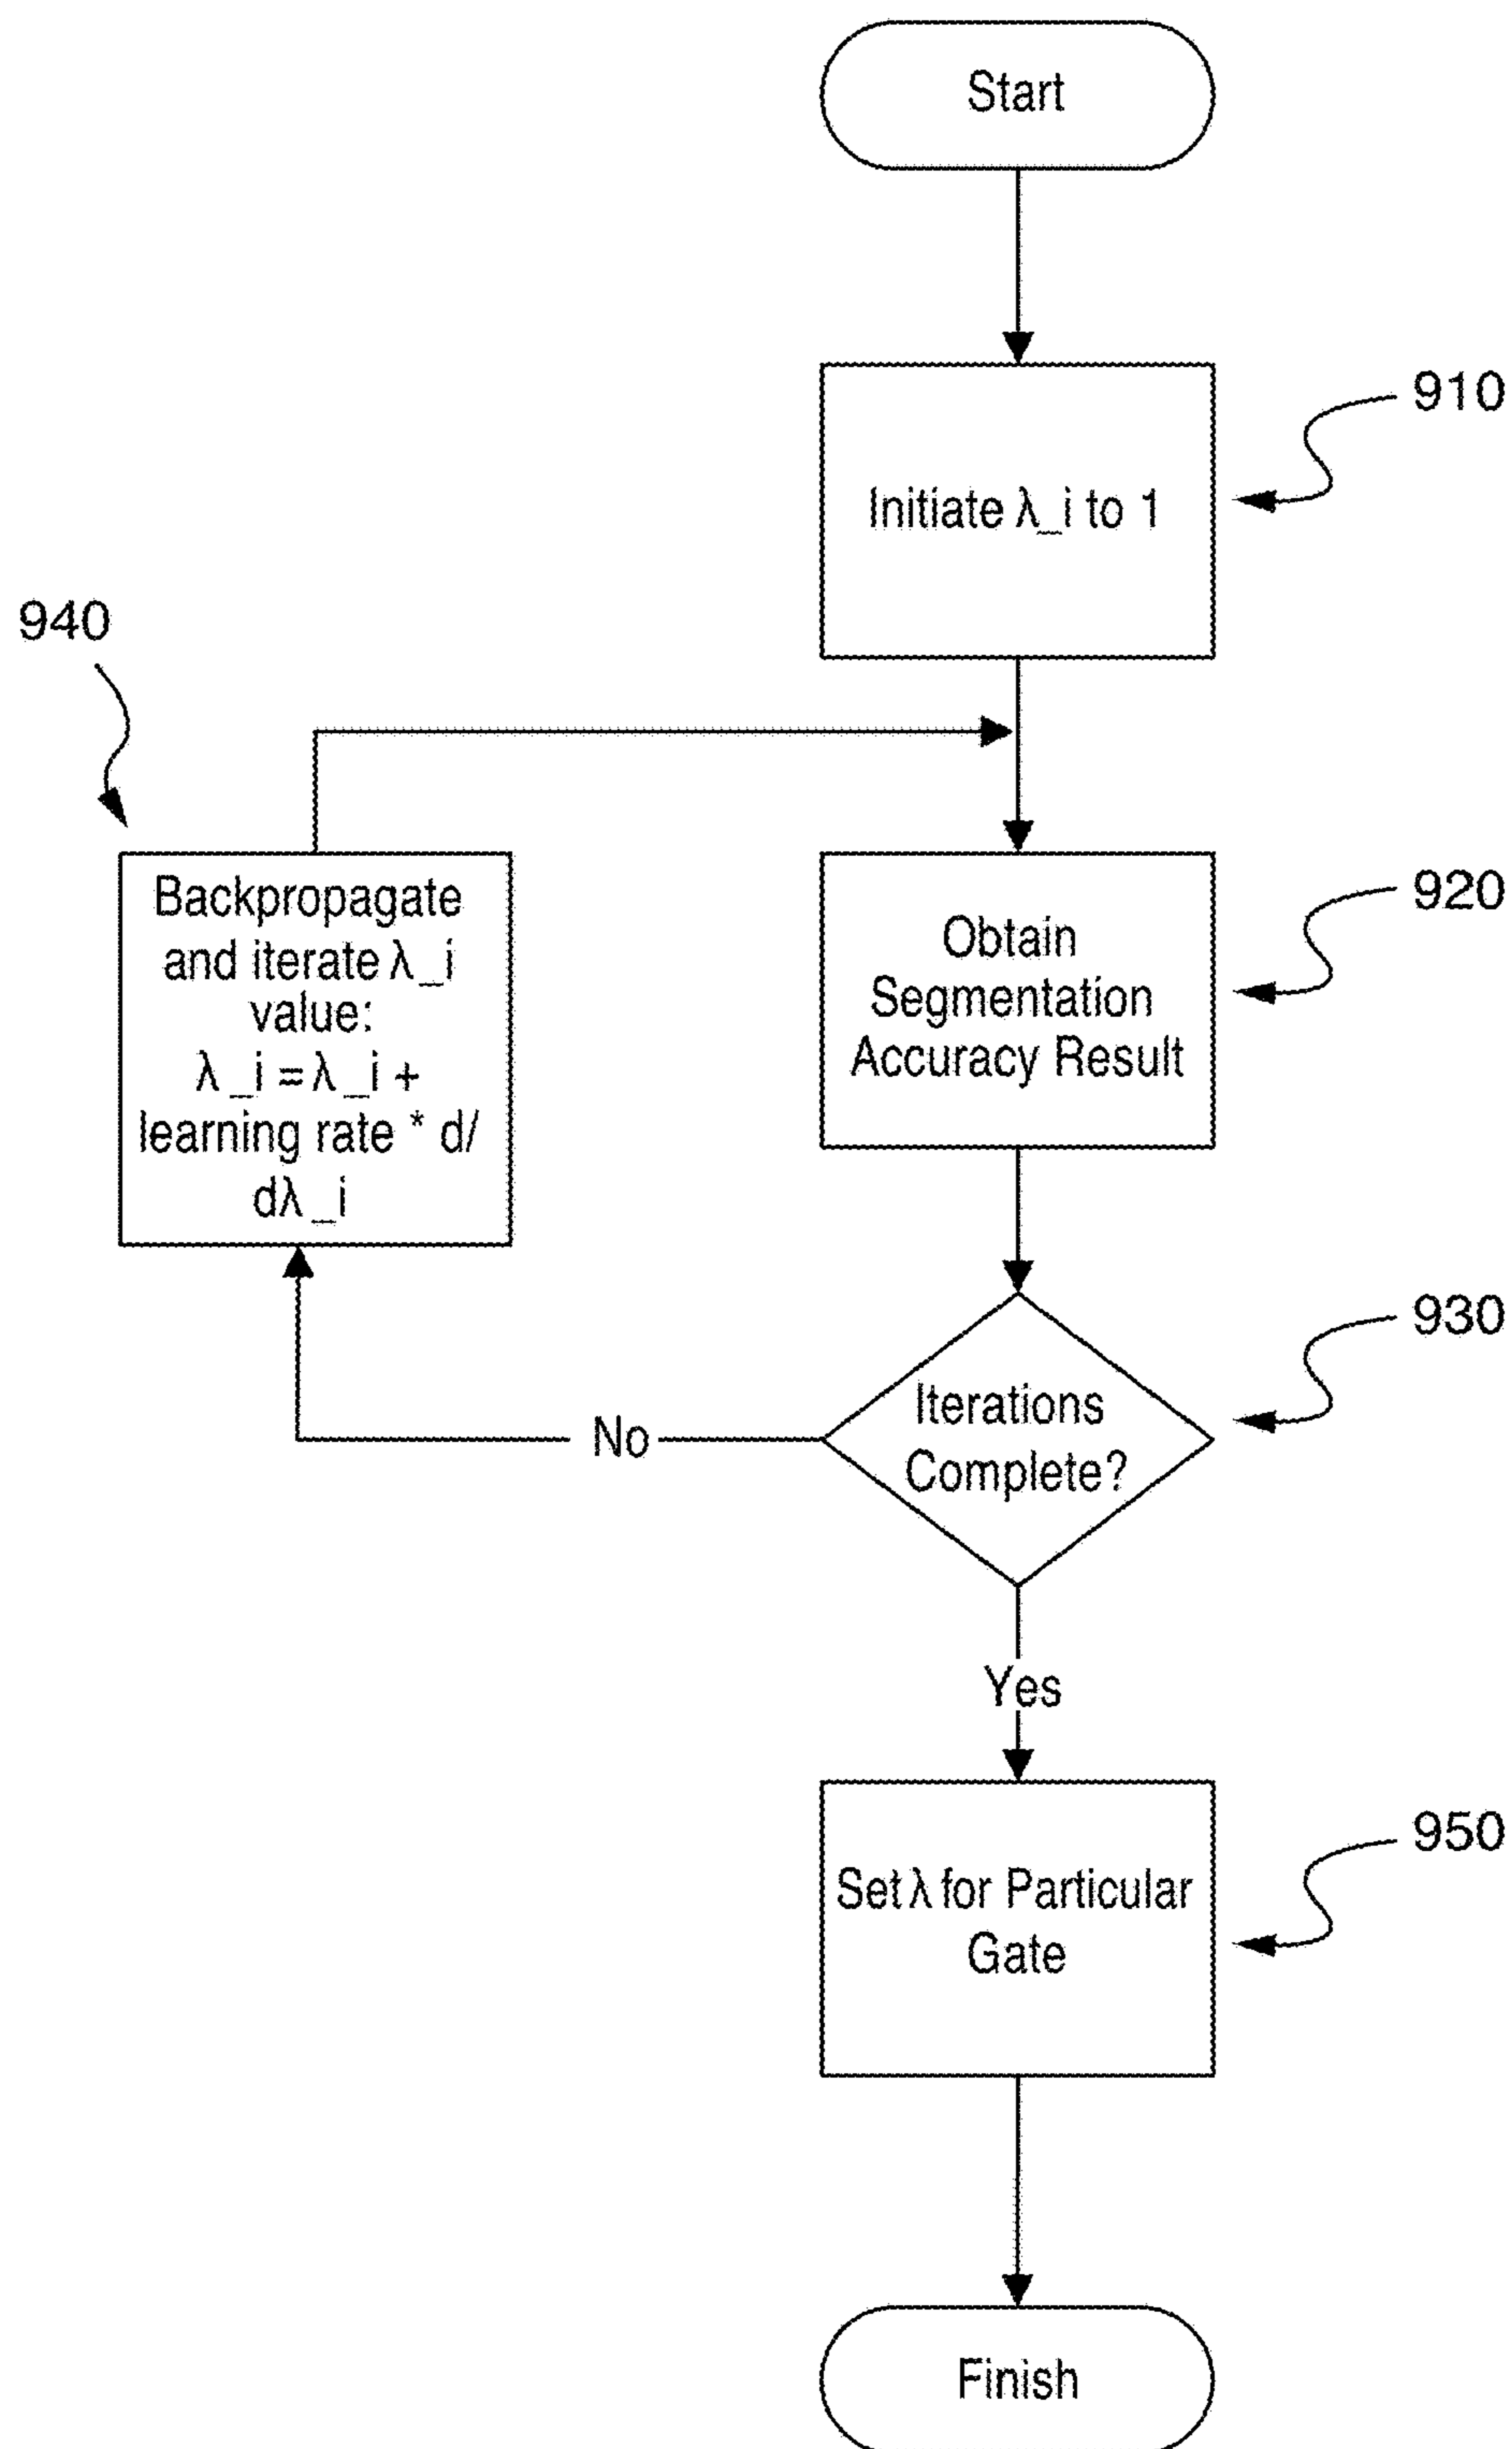 Start
910
Initiate λ_i to 1
940
Backpropagate
and iterate λ_i
value:
λ_i = λ_i +
learning rate * d/
dλ_i
920
Obtain
Segmentation
Accuracy Result
930
Iterations
Complete?
No
Yes
950
Set λ for Particular
Gate
Finish